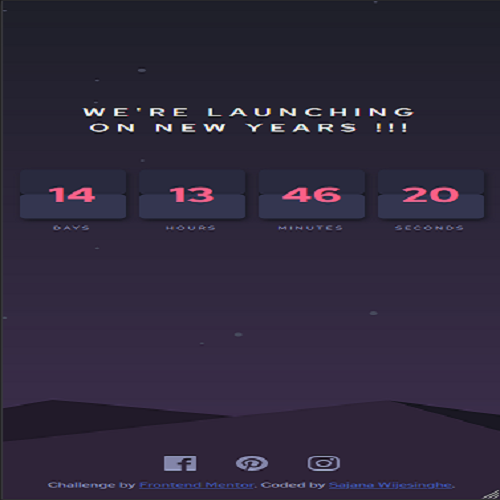 WE'RE LAUNCHING
ON NEW YEARS !!!
14 13 46 20
DAYS HOURS MINUTES SECONDS
Challenge by Frontend Mentor. Coded by Sajana Wijesinghe.